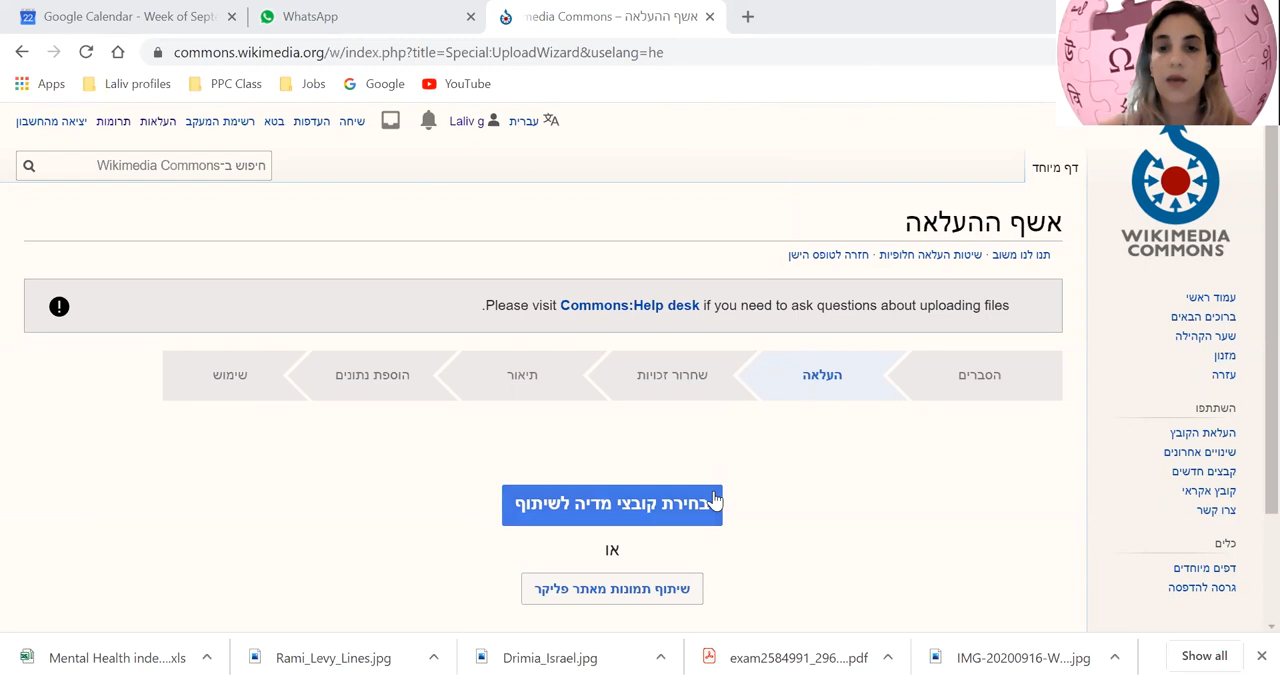 Google Calendar - Week of Sept
WhatsApp
media Commons – אשף ההעלאה
commons.wikimedia.org/w/index.php?title=Special:UploadWizard&uselang=he
Apps
Laliv profiles
PPC Class
Jobs
Google
YouTube
עברית Laliv g שיחה העדפות בטא רשימת המעקב העלאות תרומות יציאה מהחשבון
חיפוש ב־Wikimedia Commons
דף מיוחד
WIKIMEDIA
COMMONS
אשף ההעלאה
תנו לנו משוב · שיטות העלאה חלופיות · חזרה לטופס הישן
Please visit Commons:Help desk if you need to ask questions about uploading files.
הסברים
העלאה
שחרור זכויות
תיאור
הוספת נתונים
שימוש
בחירת קובצי מדיה לשיתוף
או
שיתוף תמונות מאתר פליקר
עמוד ראשי
ברוכים הבאים
שער הקהילה
מזנון
עזרה
השתתפו
העלאת הקובץ
שינויים אחרונים
קבצים חדשים
קובץ אקראי
צרו קשר
כלים
דפים מיוחדים
גרסה להדפסה
Mental Health inde....xls
Rami_Levy_Lines.jpg
Drimia_Israel.jpg
exam2584991_296....pdf
IMG-20200916-W....jpg
Show all